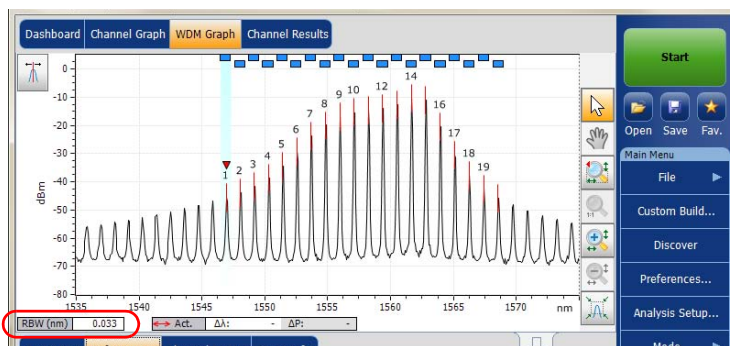 Dashboard Channel Graph WDM Graph Channel Results
Start
Open Save Fav.
Main Menu
File
Custom Build...
Discover
Preferences...
Analysis Setup...
Mode
dBm
0
-10
-20
-30
-40
-50
-60
-70
-80
1 2 3 4 5 6 7 8 9 10 12 14 16 17 18 19
1535 1540 1545 1550 1555 1560 1565 1570 nm
RBW (nm) 0.033 Act. Δλ: - ΔP: -